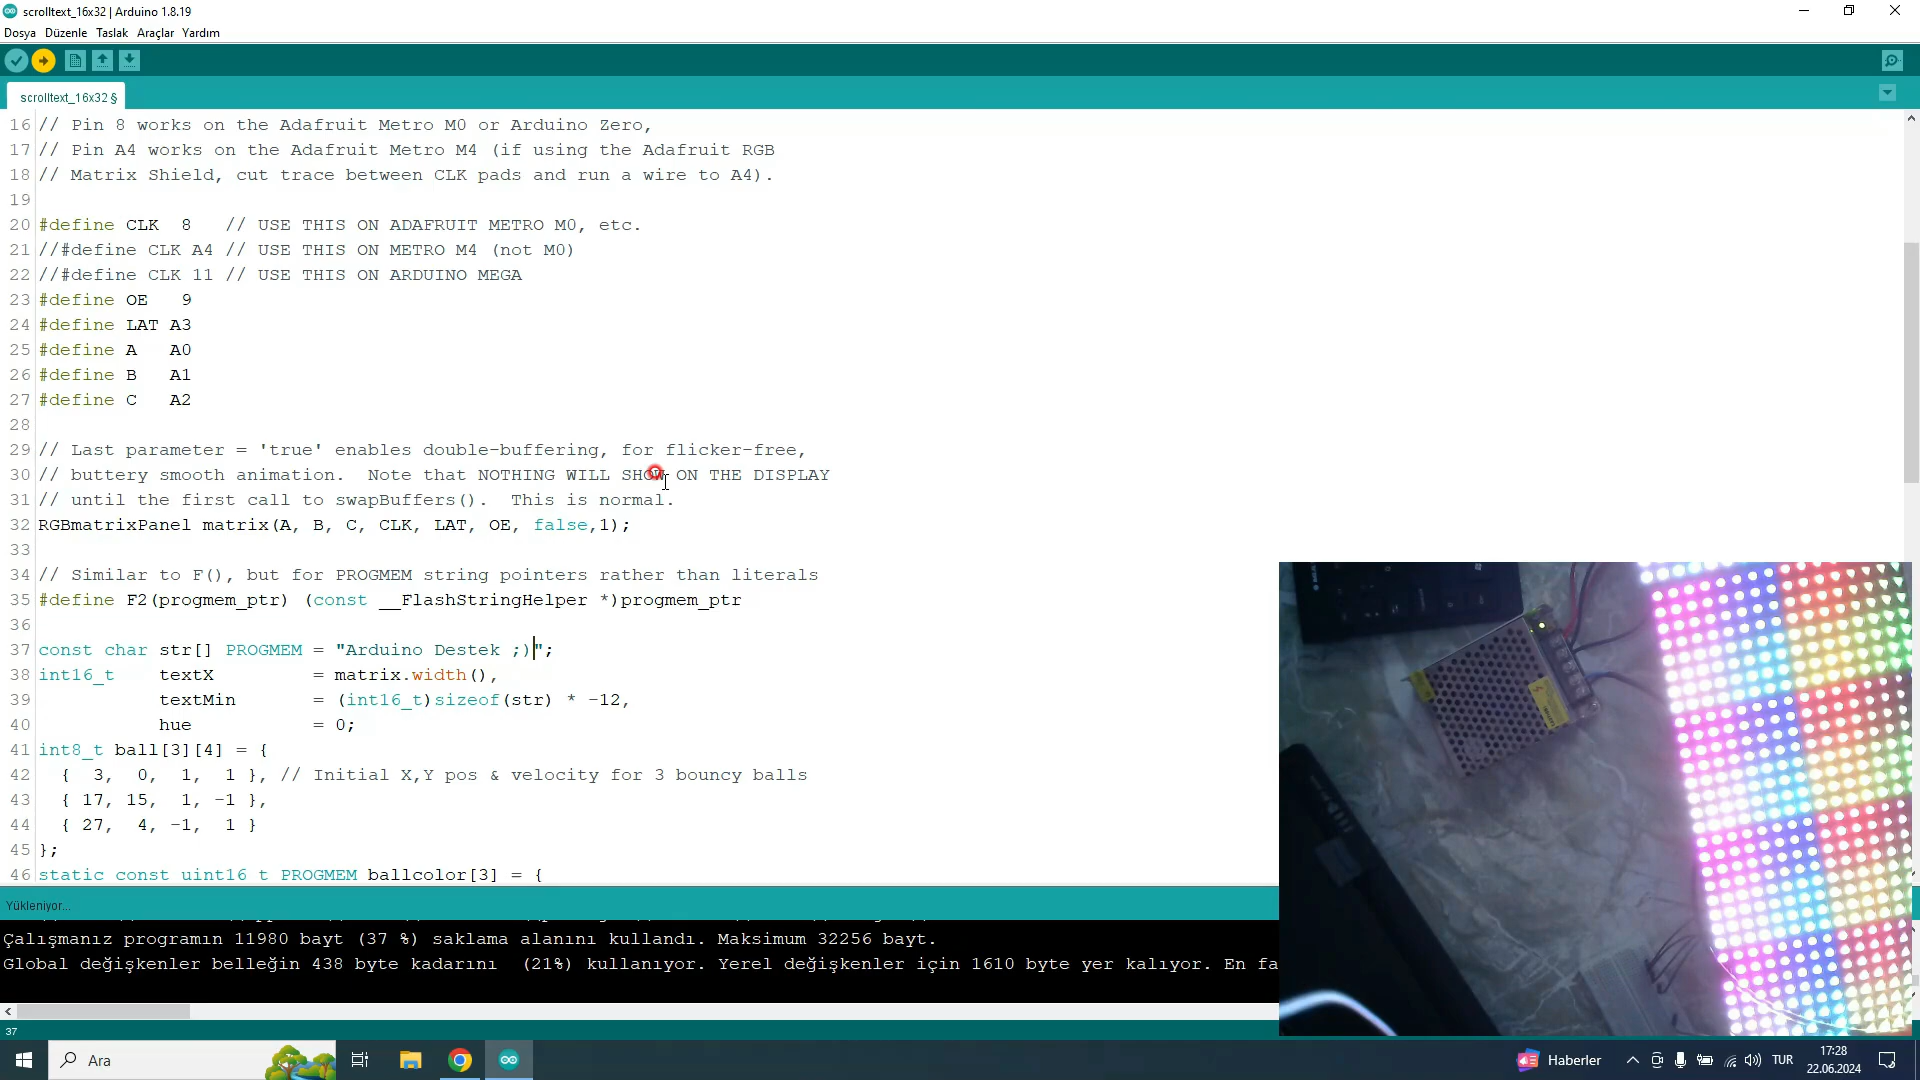 scrolltext_16x32 | Arduino 1.8.19
Dosya Düzenle Taslak Araçlar Yardım
scrolltext_16x32 §
16 // Pin 8 works on the Adafruit Metro M0 or Arduino Zero,
17 // Pin A4 works on the Adafruit Metro M4 (if using the Adafruit RGB
18 // Matrix Shield, cut trace between CLK pads and run a wire to A4).
19
20 #define CLK  8   // USE THIS ON ADAFRUIT METRO M0, etc.
21 //#define CLK A4 // USE THIS ON METRO M4 (not M0)
22 //#define CLK 11 // USE THIS ON ARDUINO MEGA
23 #define OE   9
24 #define LAT A3
25 #define A   A0
26 #define B   A1
27 #define C   A2
28
29 // Last parameter = 'true' enables double-buffering, for flicker-free,
30 // buttery smooth animation.  Note that NOTHING WILL SHOW ON THE DISPLAY
31 // until the first call to swapBuffers().  This is normal.
32 RGBmatrixPanel matrix(A, B, C, CLK, LAT, OE, false,1);
33
34 // Similar to F(), but for PROGMEM string pointers rather than literals
35 #define F2(progmem_ptr) (const __FlashStringHelper *)progmem_ptr
36
37 const char str[] PROGMEM = "Arduino Destek ;)";
38 int16_t    textX         = matrix.width(),
39            textMin       = (int16_t)sizeof(str) * -12,
40            hue           = 0;
41 int8_t ball[3][4] = {
42   {  3,  0,  1,  1 }, // Initial X,Y pos & velocity for 3 bouncy balls
43   { 17, 15,  1, -1 },
44   { 27,  4, -1,  1 }
45 };
46 static const uint16_t PROGMEM ballcolor[3] = {
Yükleniyor...
Çalışmanız programın 11980 bayt (37 %) saklama alanını kullandı. Maksimum 32256 bayt.
Global değişkenler belleğin 438 byte kadarını  (21%) kullanıyor. Yerel değişkenler için 1610 byte yer kalıyor. En fa
37
Ara
Haberler
TUR
17:28
22.06.2024